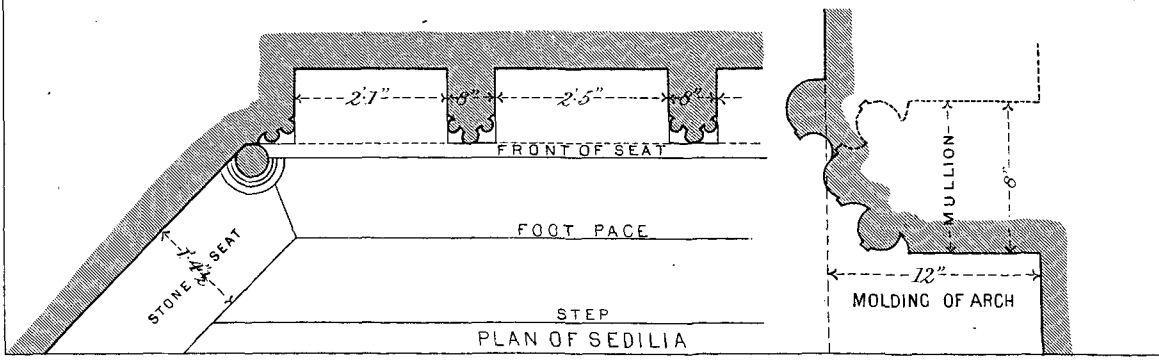 2'1" 8" 2'5" 8"
FRONT OF SEAT
FOOT PACE
STONE SEAT
STEP
PLAN OF SEDILIA
MULLION
8"
12"
MOLDING OF ARCH